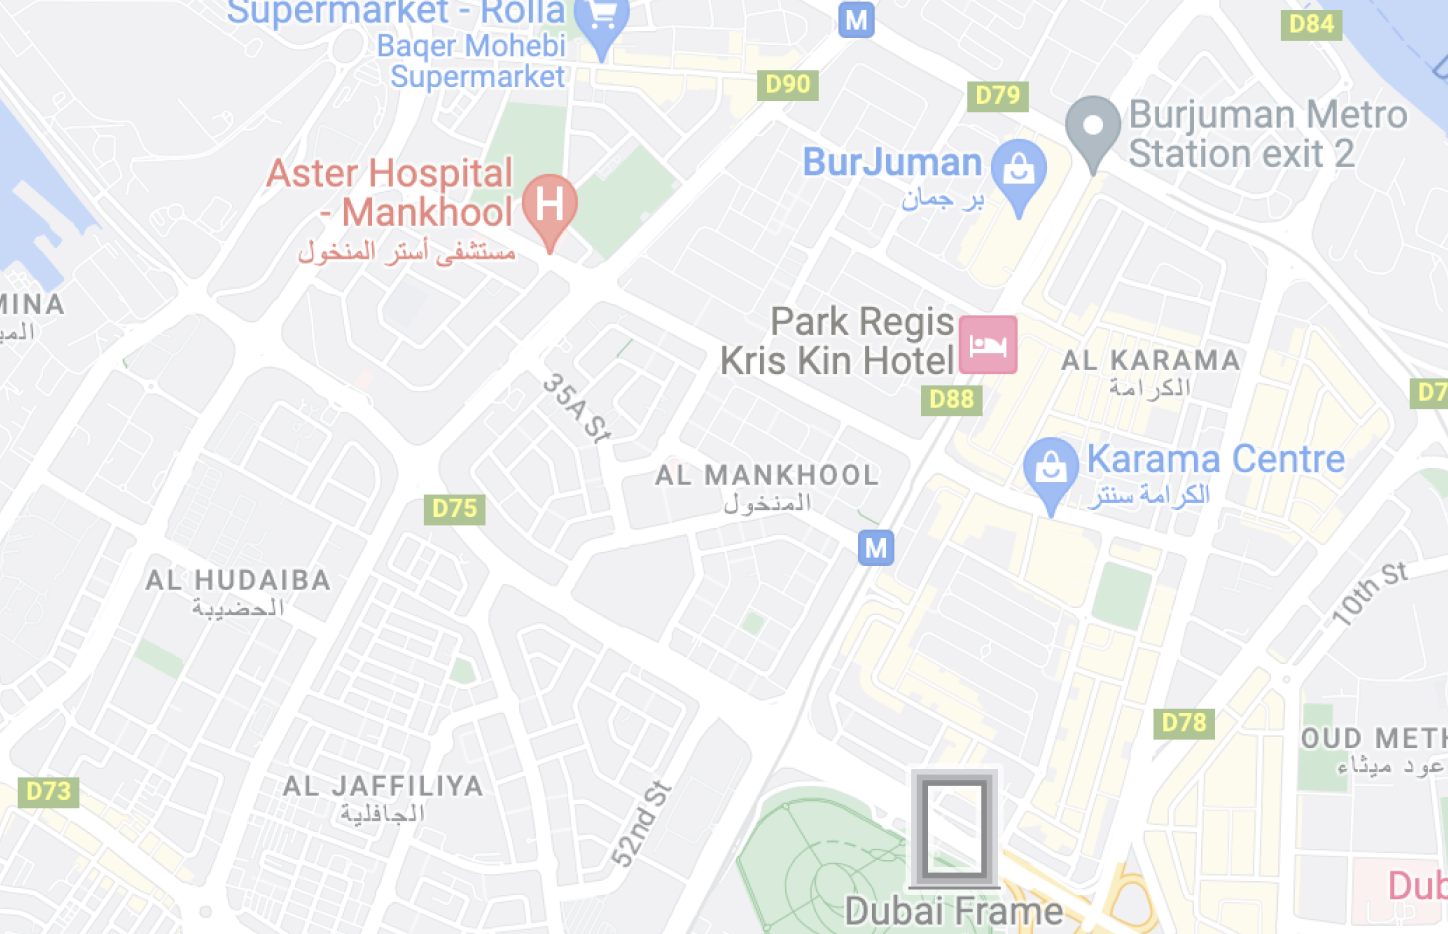 Supermarket - Rolla
Baqer Mohebi
Supermarket
M
D84
D90
D79
Burjuman Metro
Station exit 2
BurJuman
بر جمان
Aster Hospital
- Mankhool
مستشفى أستر المنخول
H
MINA
Park Regis
Kris Kin Hotel
AL KARAMA
الكرامة
D88
D7
35A St
Karama Centre
الكرامة سنتر
AL MANKHOOL
المنخول
D75
M
AL HUDAIBA
الحضيبة
10th St
D78
OUD METH
عود ميثاء
AL JAFFILIYA
الجافلية
D73
52nd St
Dub
Dubai Frame